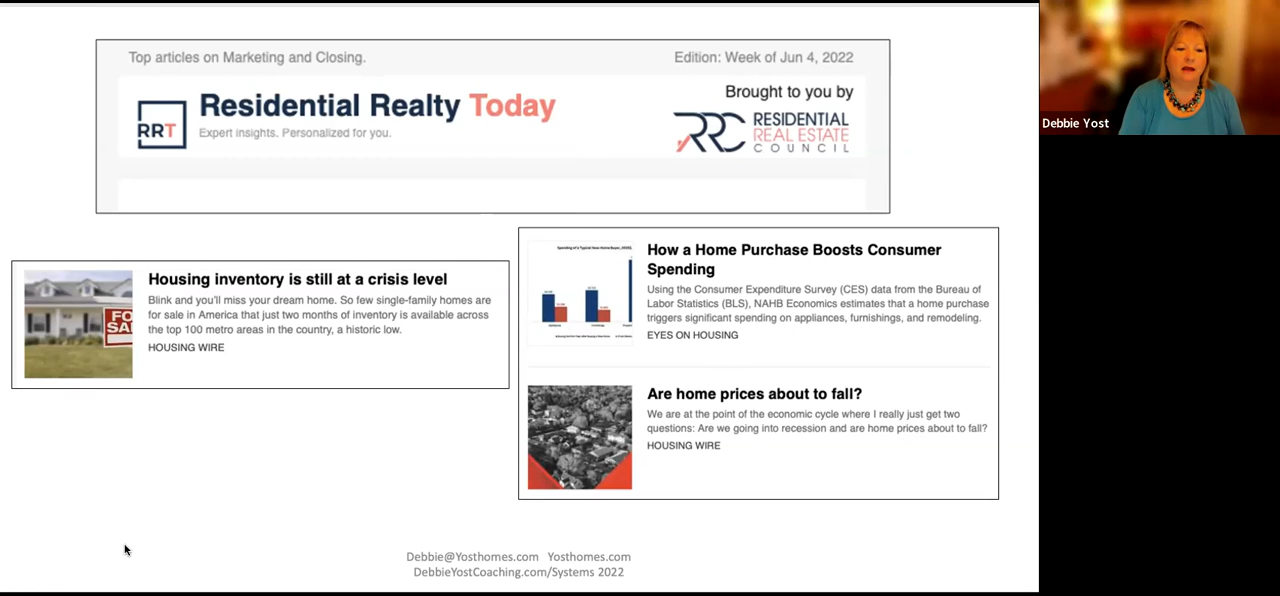 Top articles on Marketing and Closing.
Edition: Week of Jun 4, 2022
RRT
Residential Realty Today
Expert insights. Personalized for you.
Brought to you by
RRC
RESIDENTIAL
REAL ESTATE
COUNCIL
Debbie Yost
Housing inventory is still at a crisis level
Blink and you'll miss your dream home. So few single-family homes are
for sale in America that just two months of inventory is available across
the top 100 metro areas in the country, a historic low.
HOUSING WIRE
FO
SA
How a Home Purchase Boosts Consumer
Spending
Using the Consumer Expenditure Survey (CES) data from the Bureau of
Labor Statistics (BLS), NAHB Economics estimates that a home purchase
triggers significant spending on appliances, furnishings, and remodeling.
EYES ON HOUSING
Are home prices about to fall?
We are at the point of the economic cycle where I really just get two
questions: Are we going into recession and are home prices about to fall?
HOUSING WIRE
Debbie@Yosthomes.com Yosthomes.com
DebbieYostCoaching.com/Systems 2022